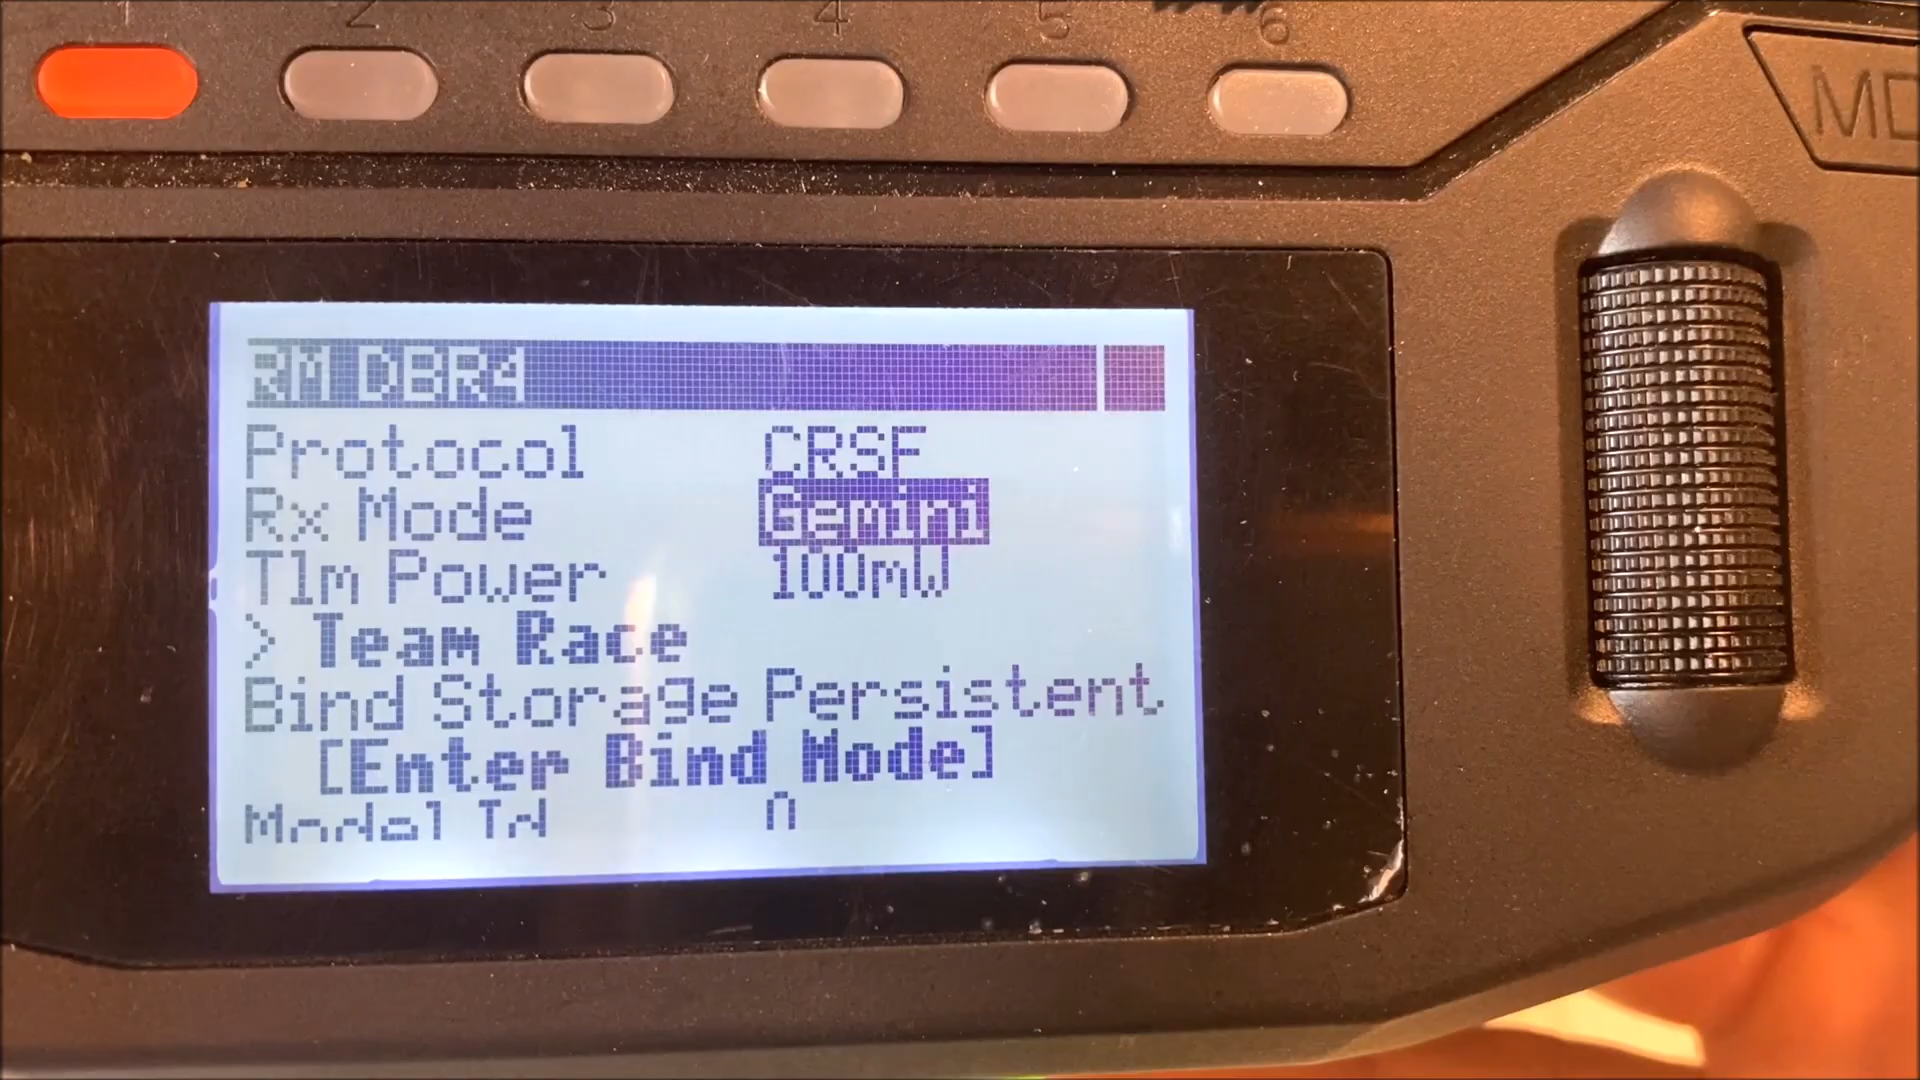 1 2 3 4 5 6
MD
RM DBR4
Protocol CRSF
Rx Mode Gemini
Tlm Power 100mW
> Team Race
Bind Storage Persistent
[Enter Bind Mode]
Model Id 0